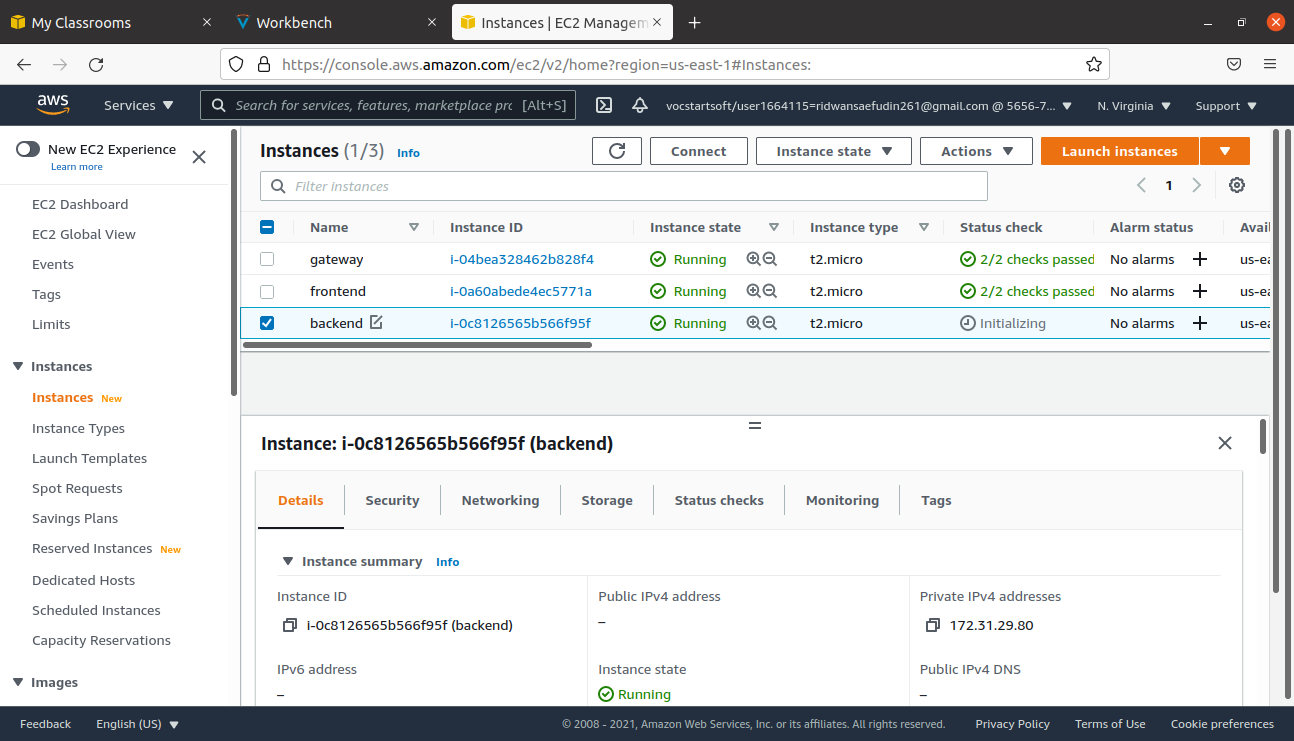 My Classrooms
Workbench
Instances | EC2 Managem
https://console.aws.amazon.com/ec2/v2/home?region=us-east-1#Instances:
aws
Services
Search for services, features, marketplace prc [Alt+S]
vocstartsoft/user1664115=ridwansaefudin261@gmail.com @ 5656-7...
N. Virginia
Support
New EC2 Experience
Learn more
EC2 Dashboard
EC2 Global View
Events
Tags
Limits
Instances
Instances New
Instance Types
Launch Templates
Spot Requests
Savings Plans
Reserved Instances New
Dedicated Hosts
Scheduled Instances
Capacity Reservations
Images
Instances (1/3) Info
Connect
Instance state
Actions
Launch instances
Filter instances
1
Name Instance ID Instance state Instance type Status check Alarm status Avai
gateway i-04bea328462b828f4 Running t2.micro 2/2 checks passed No alarms us-ea
frontend i-0a60abede4ec5771a Running t2.micro 2/2 checks passed No alarms us-ea
backend i-0c8126565b566f95f Running t2.micro Initializing No alarms us-ea
Instance: i-0c8126565b566f95f (backend)
Details Security Networking Storage Status checks Monitoring Tags
Instance summary Info
Instance ID
i-0c8126565b566f95f (backend)
Public IPv4 address
–
Private IPv4 addresses
172.31.29.80
IPv6 address
–
Instance state
Running
Public IPv4 DNS
–
Feedback
English (US)
© 2008 - 2021, Amazon Web Services, Inc. or its affiliates. All rights reserved.
Privacy Policy
Terms of Use
Cookie preferences